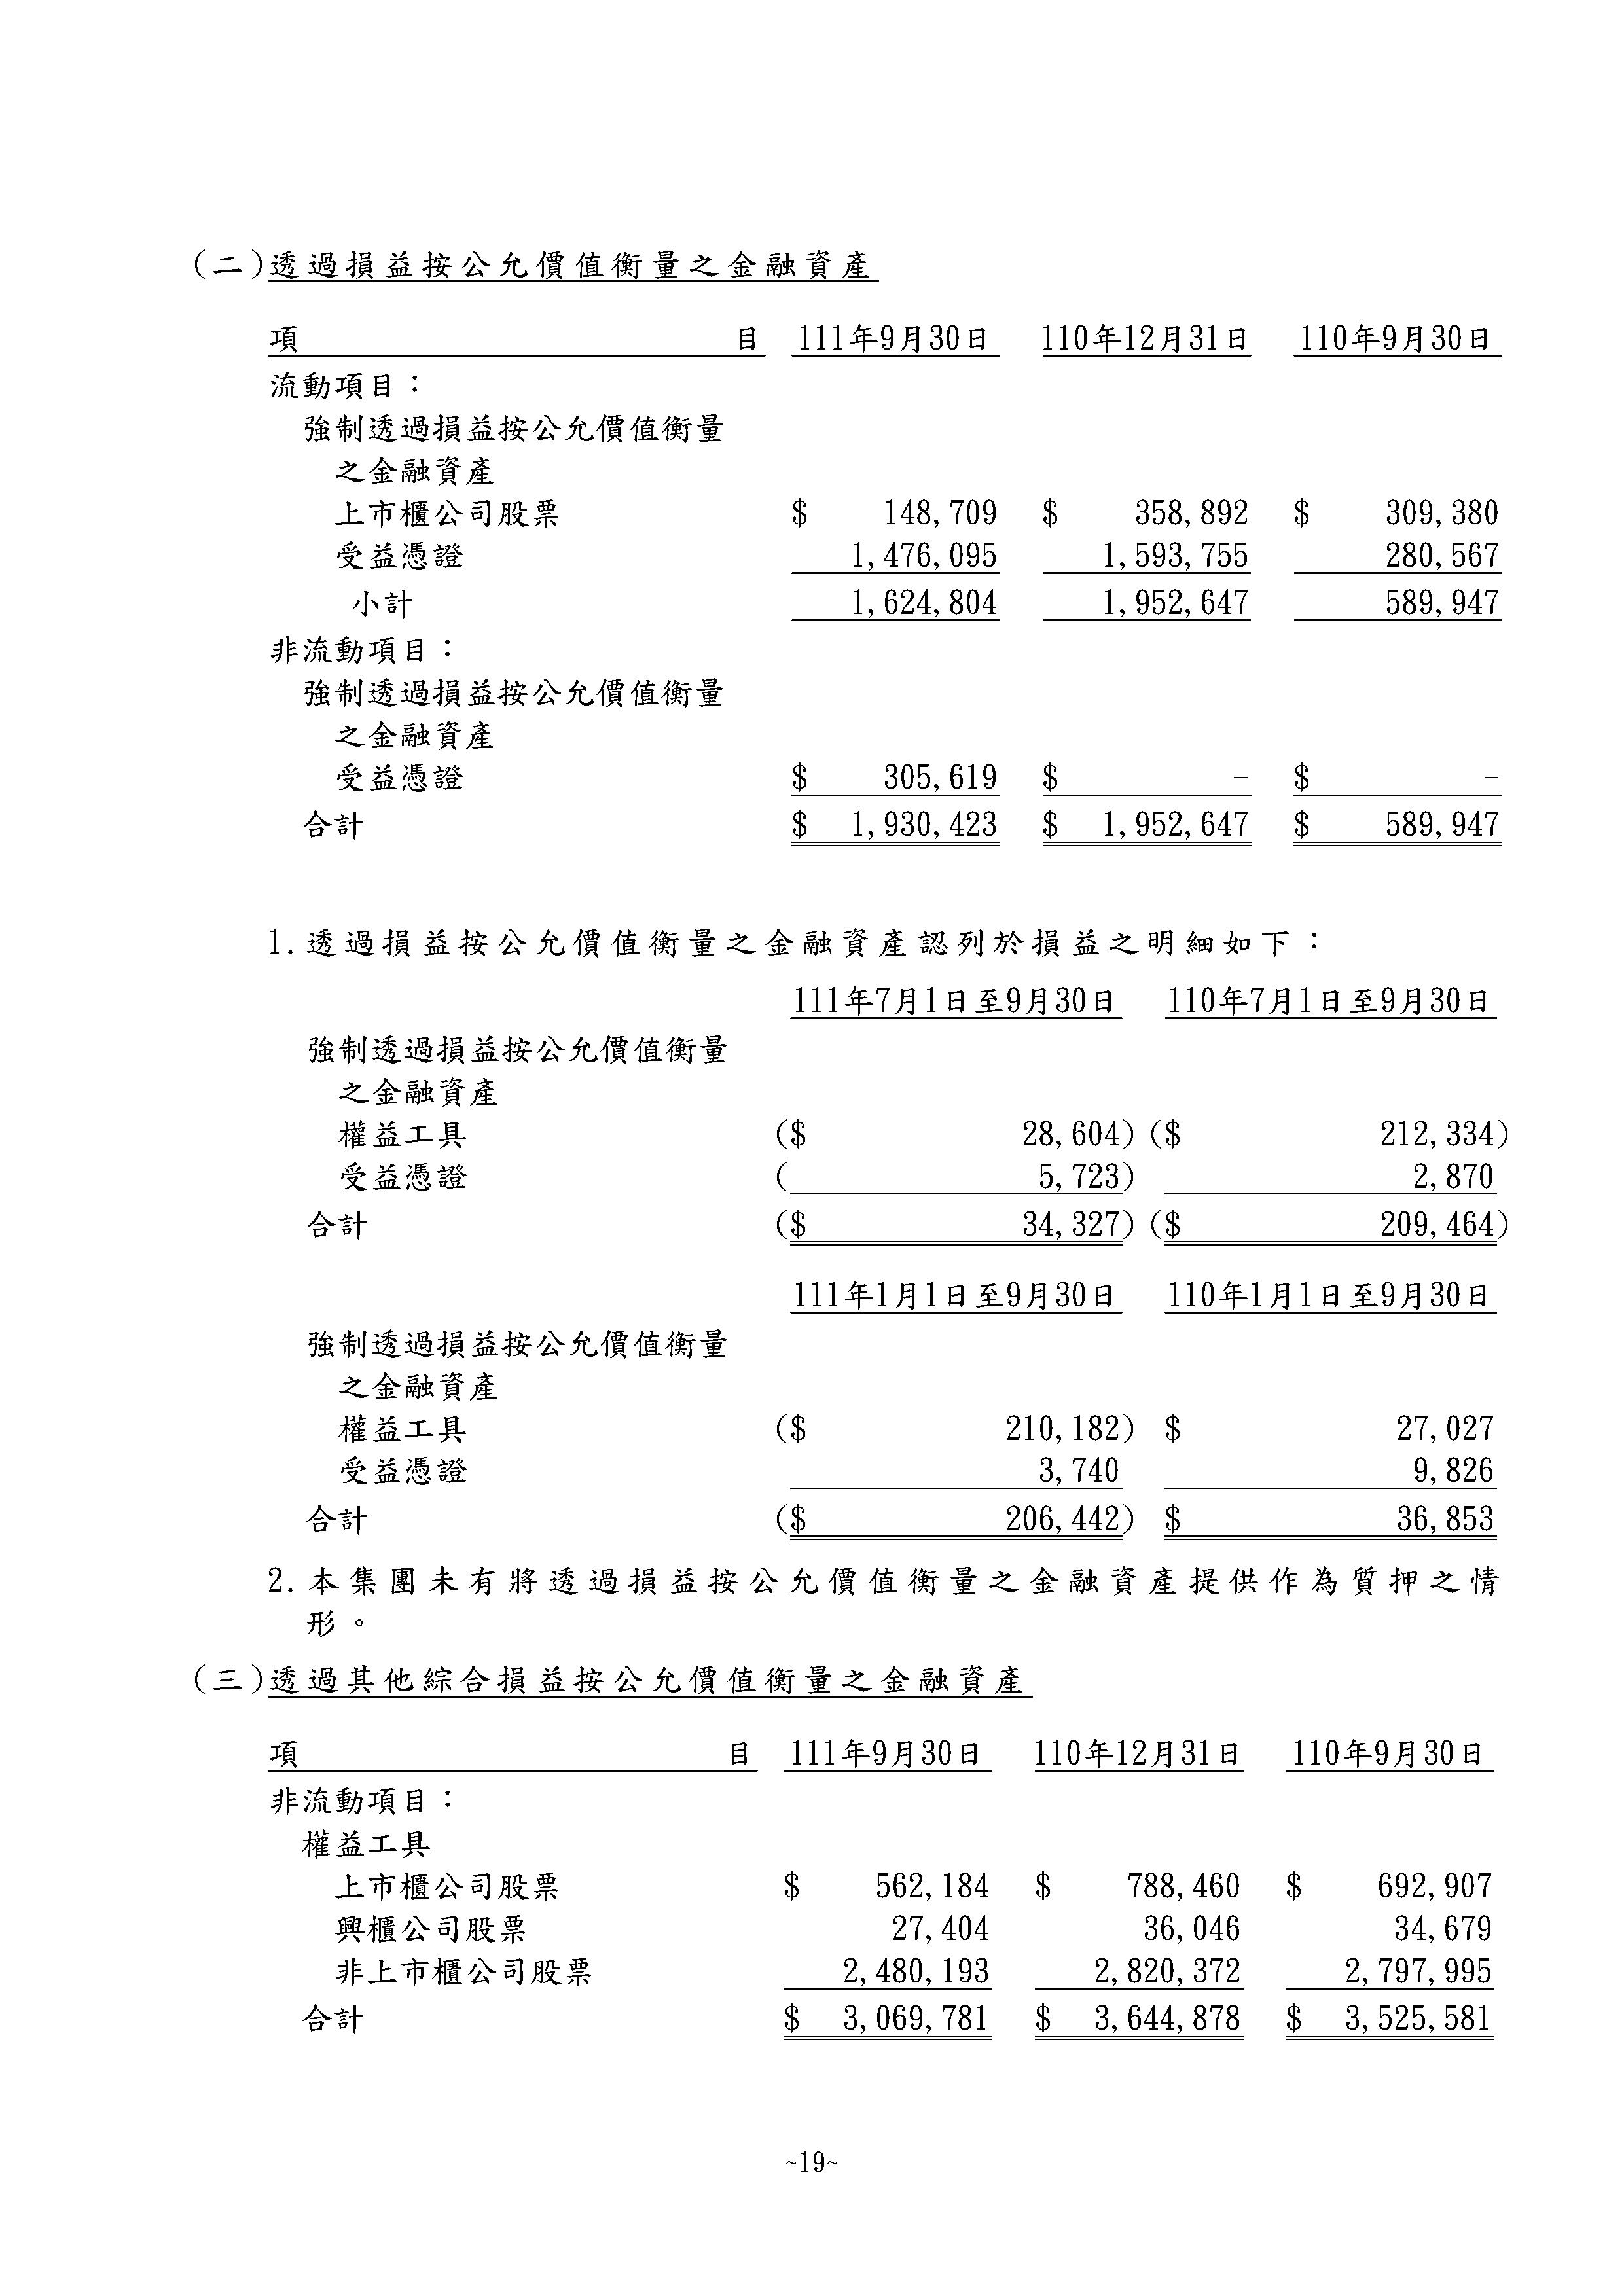 (二)透過損益按公允價值衡量之金融資產
項 目 111年9月30日 110年12月31日 110年9月30日
流動項目：
強制透過損益按公允價值衡量
之金融資產
上市櫃公司股票 $ 148,709 $ 358,892 $ 309,380
受益憑證 1,476,095 1,593,755 280,567
小計 1,624,804 1,952,647 589,947
非流動項目：
強制透過損益按公允價值衡量
之金融資產
受益憑證 $ 305,619 $ – $ –
合計 $ 1,930,423 $ 1,952,647 $ 589,947
1.透過損益按公允價值衡量之金融資產認列於損益之明細如下：
111年7月1日至9月30日 110年7月1日至9月30日
強制透過損益按公允價值衡量
之金融資產
權益工具 ($ 28,604) ($ 212,334)
受益憑證 ( 5,723) 2,870
合計 ($ 34,327) ($ 209,464)
111年1月1日至9月30日 110年1月1日至9月30日
強制透過損益按公允價值衡量
之金融資產
權益工具 ($ 210,182) $ 27,027
受益憑證 3,740 9,826
合計 ($ 206,442) $ 36,853
2.本集團未有將透過損益按公允價值衡量之金融資產提供作為質押之情
形。
(三)透過其他綜合損益按公允價值衡量之金融資產
項 目 111年9月30日 110年12月31日 110年9月30日
非流動項目：
權益工具
上市櫃公司股票 $ 562,184 $ 788,460 $ 692,907
興櫃公司股票 27,404 36,046 34,679
非上市櫃公司股票 2,480,193 2,820,372 2,797,995
合計 $ 3,069,781 $ 3,644,878 $ 3,525,581
~19~